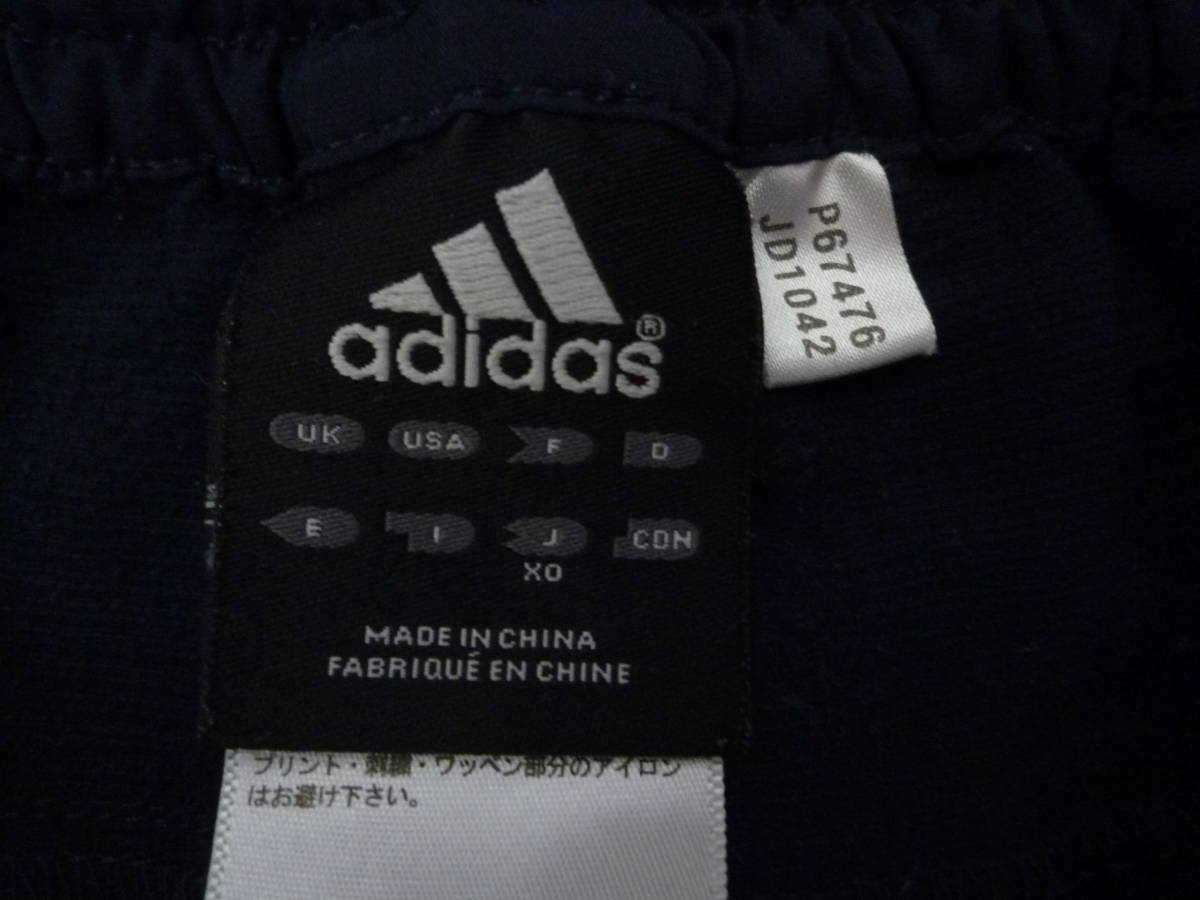 adidas®
UK USA F D
E I J CDN
XO
MADE IN CHINA
FABRIQUÉ EN CHINE
P67476
JD1042
プリント・刺繍・ワッペン部分のアイロン
はお避け下さい。